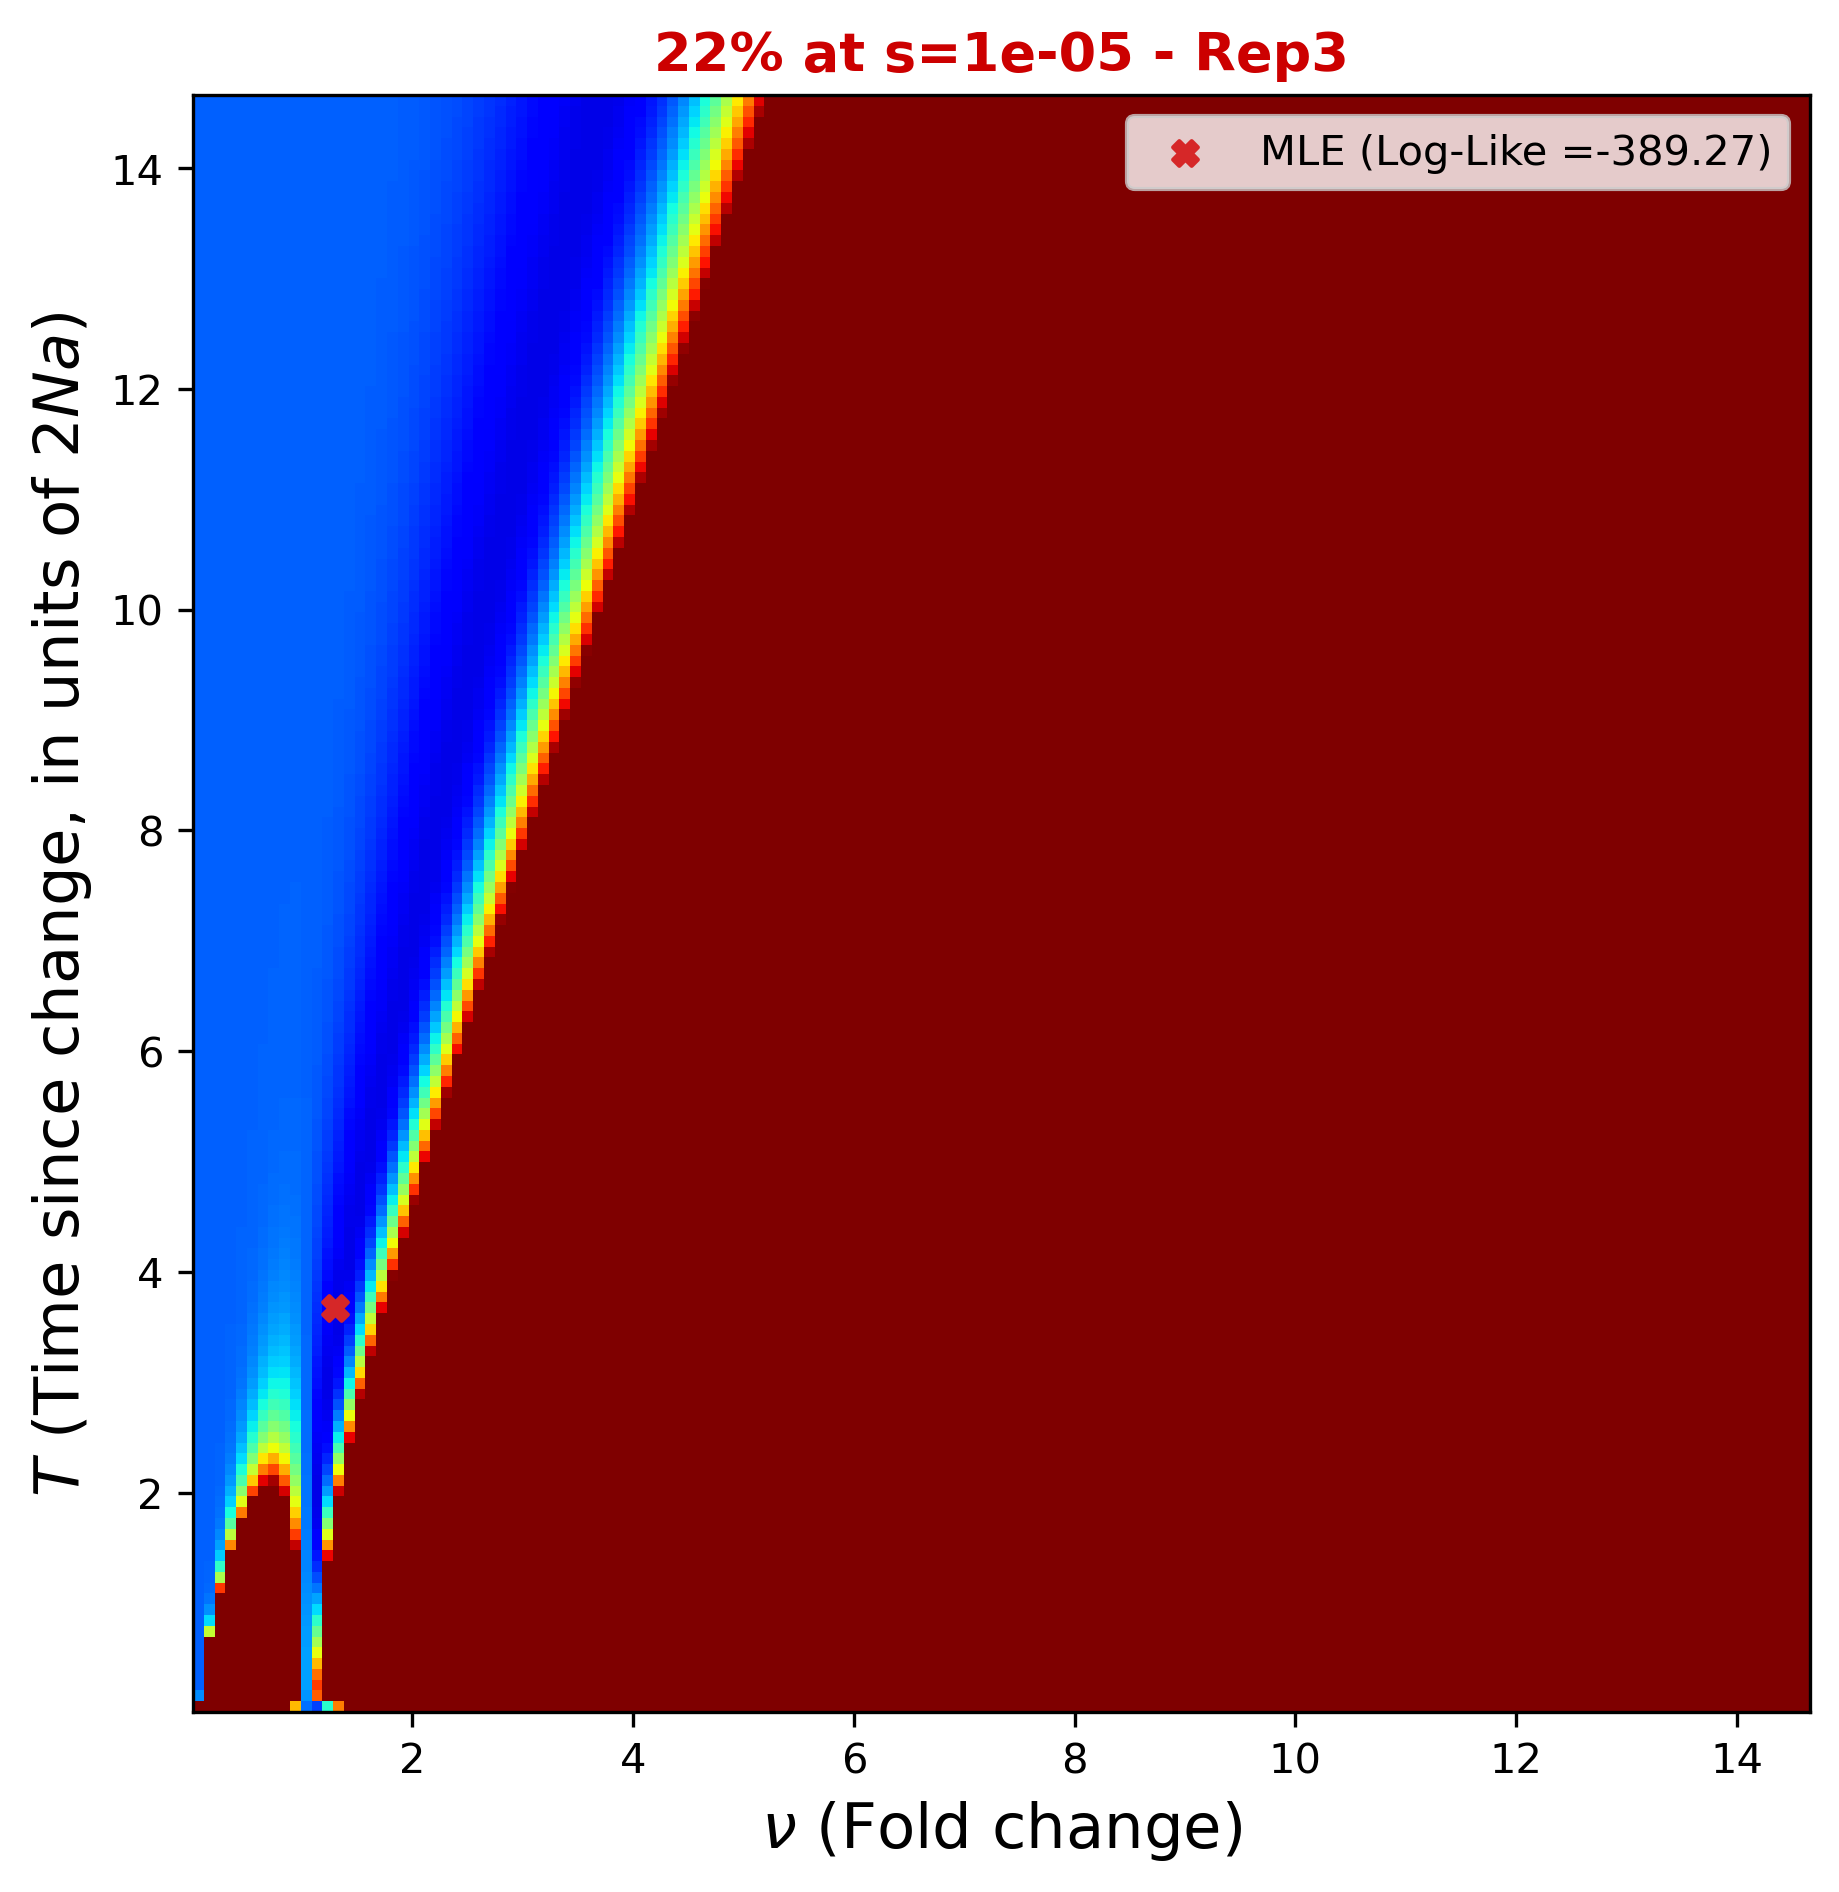 22% at s=1e-05 - Rep3
MLE (Log-Like =-389.27)
T (Time since change, in units of 2Na)
14
12
10
8
6
4
2
2 4 6 8 10 12 14
ν (Fold change)